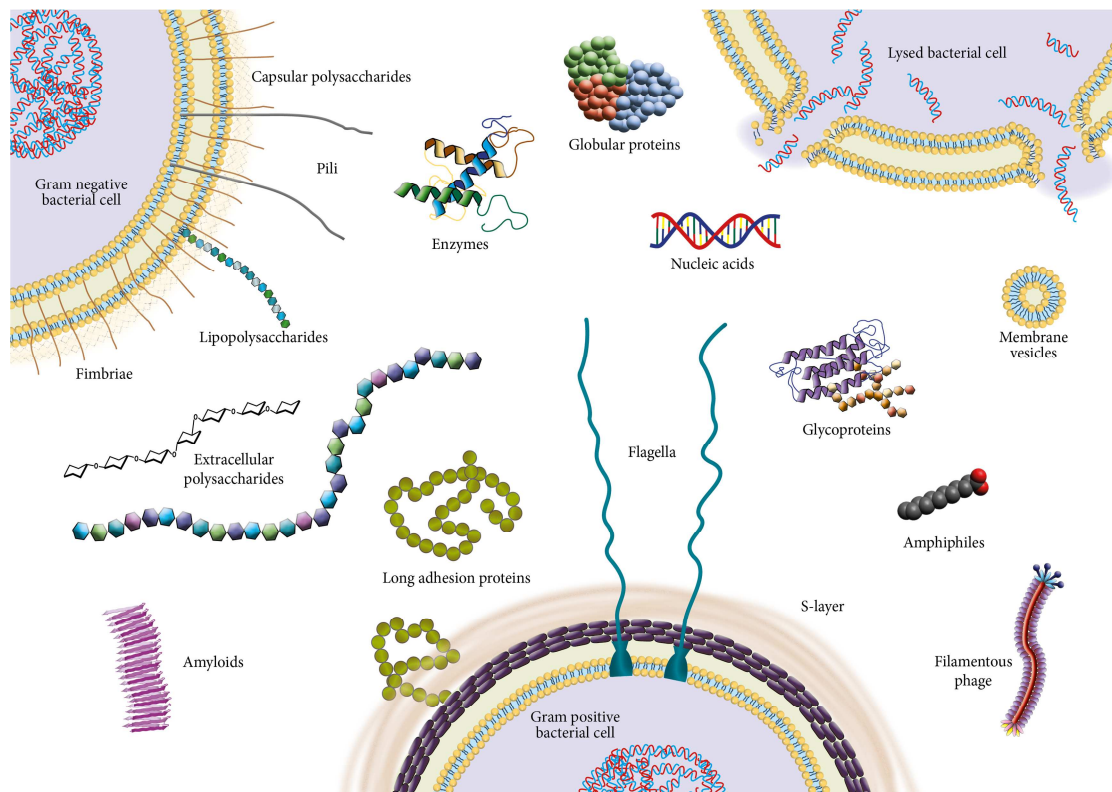 Capsular polysaccharides
Lysed bacterial cell
Globular proteins
Pili
Gram negative
bacterial cell
Enzymes
Nucleic acids
Lipopolysaccharides
Membrane
vesicles
Fimbriae
Glycoproteins
Flagella
Extracellular
polysaccharides
Amphiphiles
Long adhesion proteins
S-layer
Amyloids
Filamentous
phage
Gram positive
bacterial cell